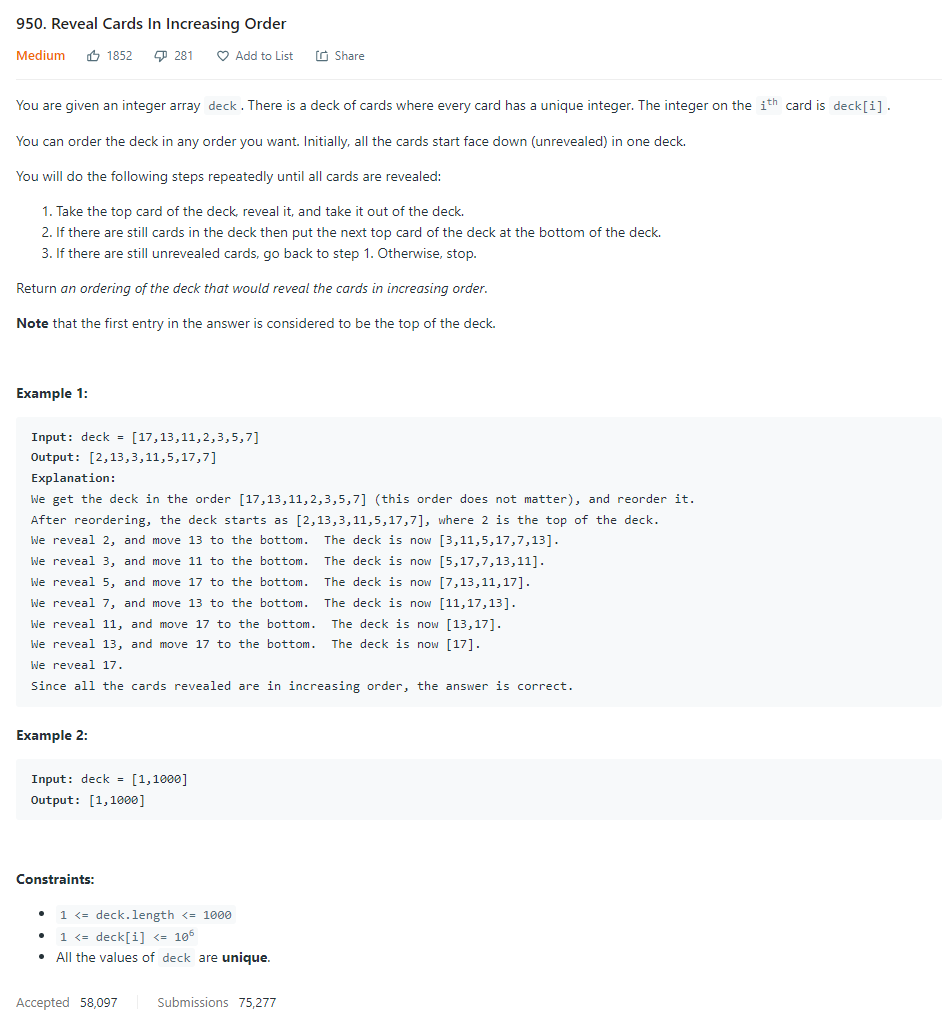 950. Reveal Cards In Increasing Order
Medium 1852 281 Add to List Share
You are given an integer array deck. There is a deck of cards where every card has a unique integer. The integer on the ith card is deck[i].
You can order the deck in any order you want. Initially, all the cards start face down (unrevealed) in one deck.
You will do the following steps repeatedly until all cards are revealed:
1. Take the top card of the deck, reveal it, and take it out of the deck.
2. If there are still cards in the deck then put the next top card of the deck at the bottom of the deck.
3. If there are still unrevealed cards, go back to step 1. Otherwise, stop.
Return an ordering of the deck that would reveal the cards in increasing order.
Note that the first entry in the answer is considered to be the top of the deck.
Example 1:
Input: deck = [17,13,11,2,3,5,7]
Output: [2,13,3,11,5,17,7]
Explanation:
We get the deck in the order [17,13,11,2,3,5,7] (this order does not matter), and reorder it.
After reordering, the deck starts as [2,13,3,11,5,17,7], where 2 is the top of the deck.
We reveal 2, and move 13 to the bottom.  The deck is now [3,11,5,17,7,13].
We reveal 3, and move 11 to the bottom.  The deck is now [5,17,7,13,11].
We reveal 5, and move 17 to the bottom.  The deck is now [7,13,11,17].
We reveal 7, and move 13 to the bottom.  The deck is now [11,17,13].
We reveal 11, and move 17 to the bottom.  The deck is now [13,17].
We reveal 13, and move 17 to the bottom.  The deck is now [17].
We reveal 17.
Since all the cards revealed are in increasing order, the answer is correct.
Example 2:
Input: deck = [1,1000]
Output: [1,1000]
Constraints:
• 1 <= deck.length <= 1000
• 1 <= deck[i] <= 10^6
• All the values of deck are unique.
Accepted 58,097 Submissions 75,277